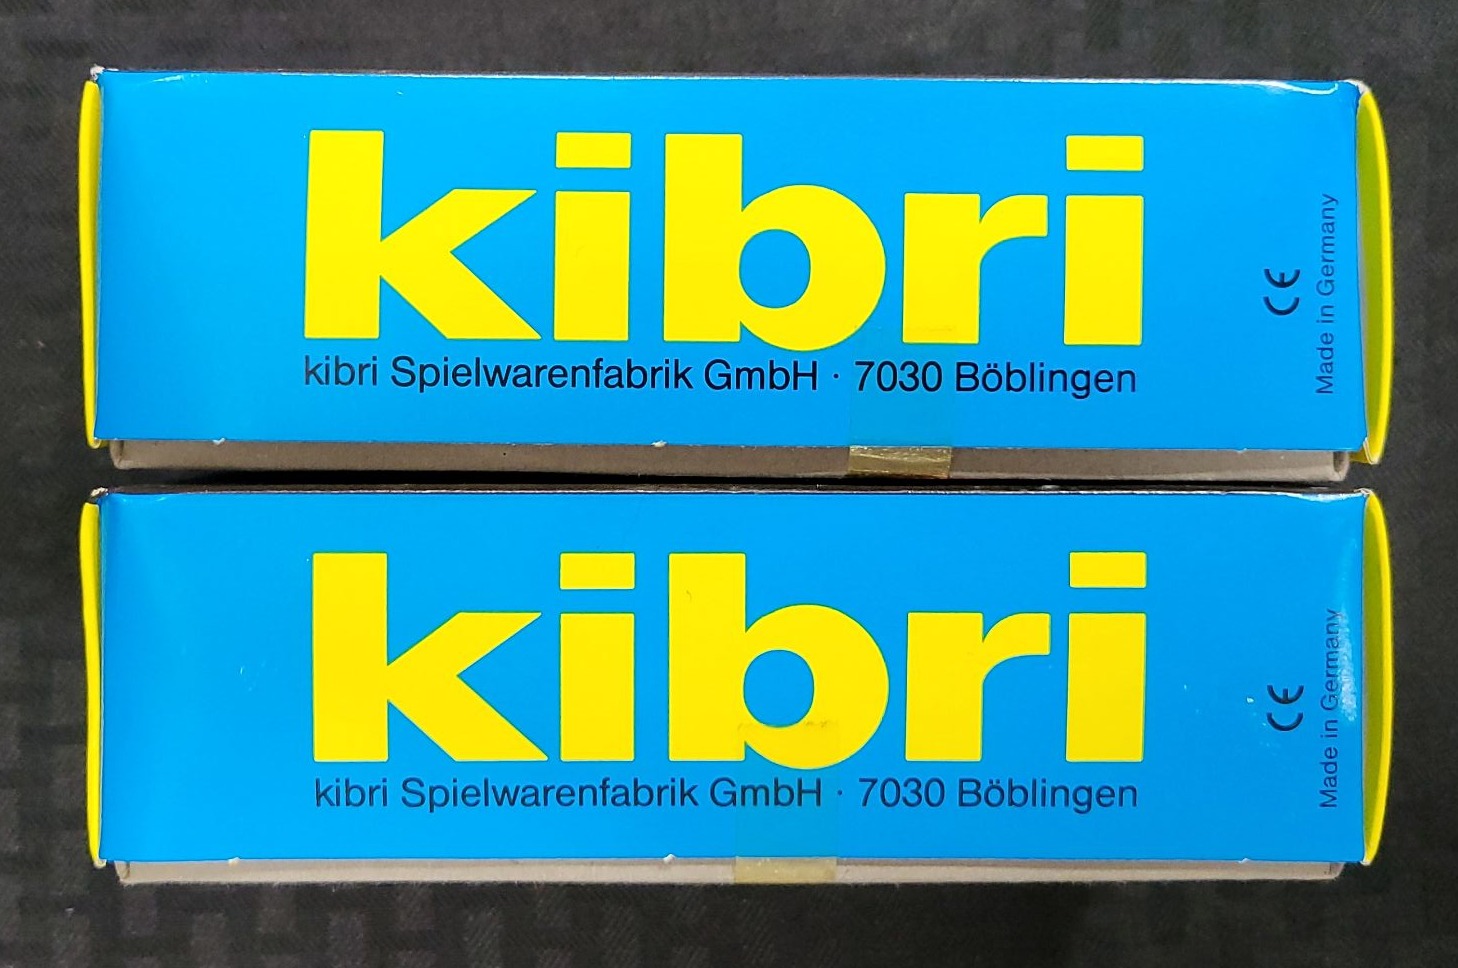 kibri
kibri Spielwarenfabrik GmbH · 7030 Böblingen
CE
Made in Germany
kibri
kibri Spielwarenfabrik GmbH · 7030 Böblingen
CE
Made in Germany